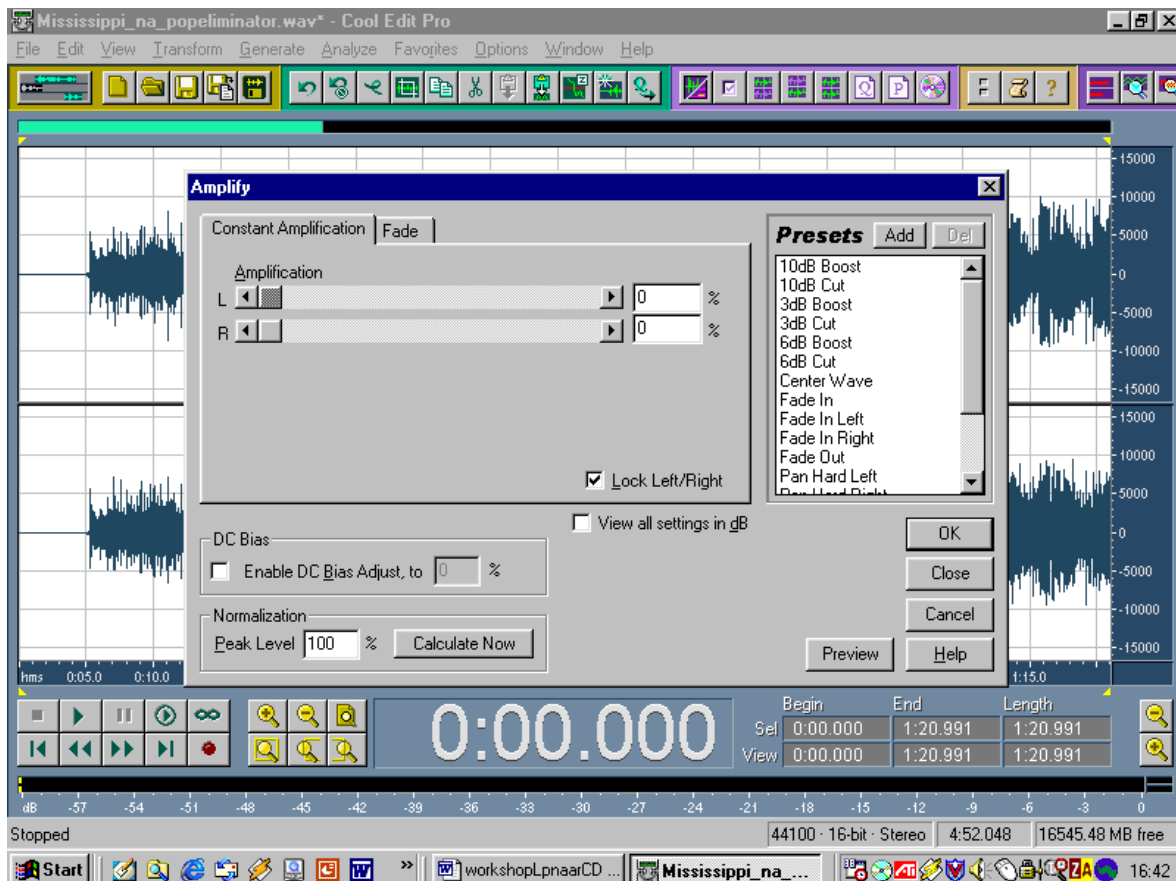 Mississippi_na_popeliminator.wav* - Cool Edit Pro
File Edit View Transform Generate Analyze Favorites Options Window Help
Amplify
Constant Amplification Fade
Amplification
L 0 %
R 0 %
Lock Left/Right
View all settings in dB
DC Bias
Enable DC Bias Adjust, to 0 %
Normalization
Peak Level 100 % Calculate Now
Presets Add Del
10dB Boost
10dB Cut
3dB Boost
3dB Cut
6dB Boost
6dB Cut
Center Wave
Fade In
Fade In Left
Fade In Right
Fade Out
Pan Hard Left
Pan Hard Right
OK
Close
Cancel
Preview Help
15000
10000
5000
0
-5000
-10000
-15000
15000
10000
5000
0
-5000
-10000
-15000
hms 0:05.0 0:10.0 1:15.0
0:00.000
Begin End Length
Sel 0:00.000 1:20.991 1:20.991
View 0:00.000 1:20.991 1:20.991
dB -57 -54 -51 -48 -45 -42 -39 -36 -33 -30 -27 -24 -21 -18 -15 -12 -9 -6 -3 0
Stopped 44100 · 16-bit · Stereo 4:52.048 16545.48 MB free
Start » workshopLpnaarCD ... Mississippi_na_... 16:42